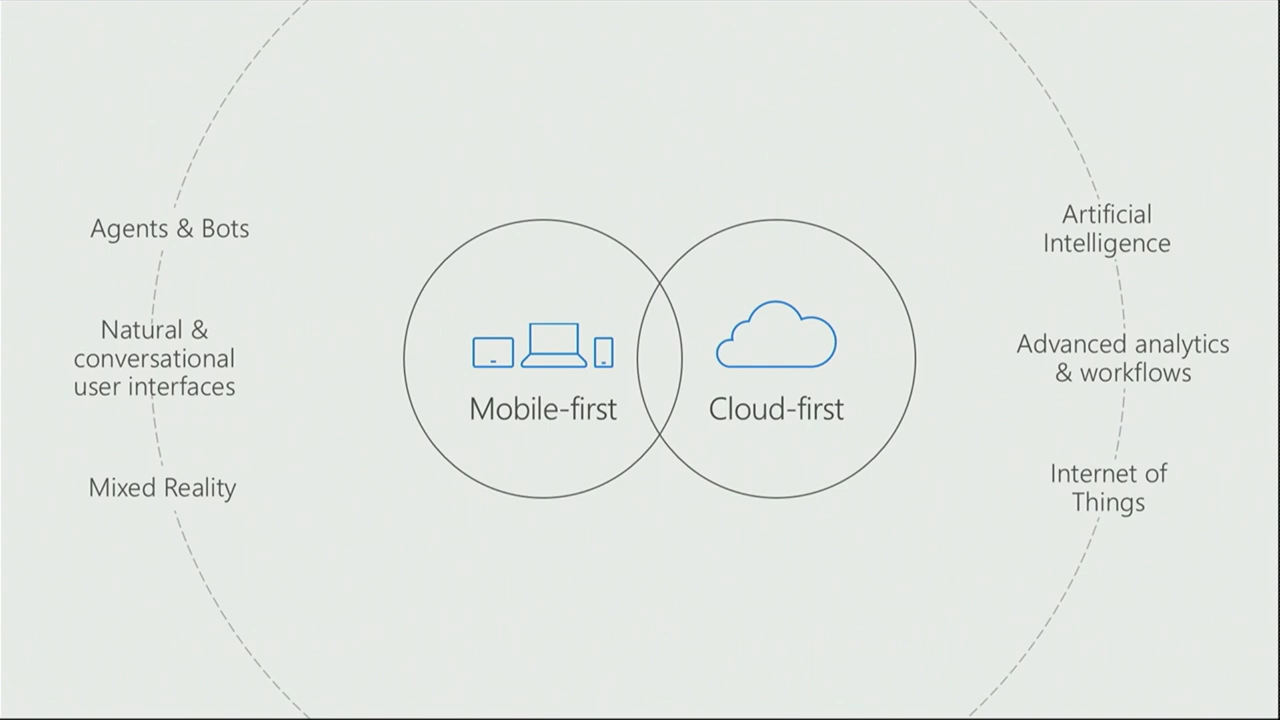 Agents & Bots
Natural &
conversational
user interfaces
Mixed Reality
Mobile-first
Cloud-first
Artificial
Intelligence
Advanced analytics
& workflows
Internet of
Things